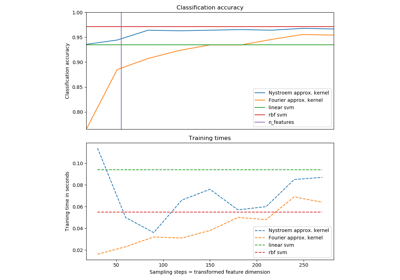 Classification accuracy
1.00
0.95
0.90
0.85
0.80
Classification accuracy
Nystroem approx. kernel
Fourier approx. kernel
linear svm
rbf svm
n_features
Training times
0.10
0.08
0.06
0.04
0.02
Training time in seconds
Nystroem approx. kernel
Fourier approx. kernel
linear svm
rbf svm
50 100 150 200 250
Sampling steps = transformed feature dimension